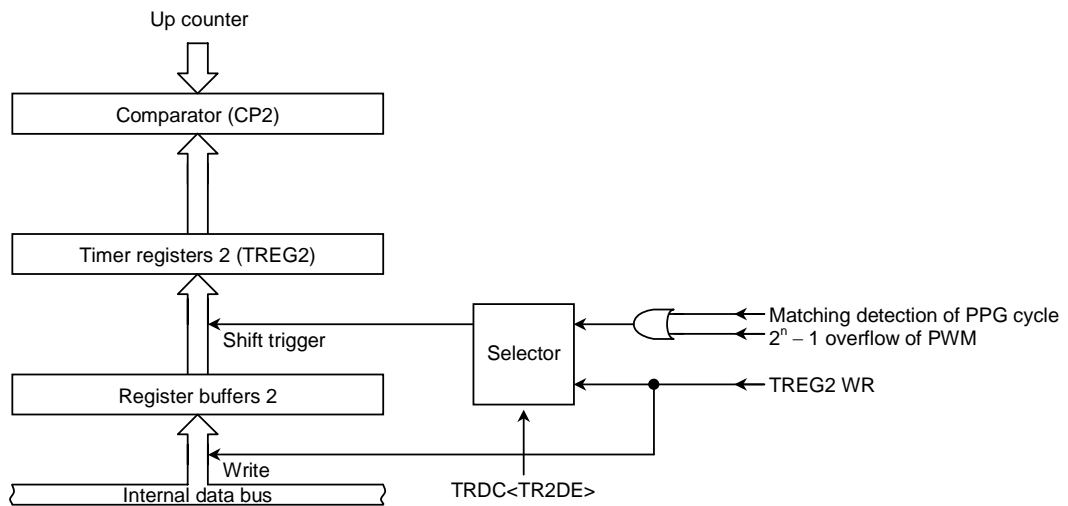 Up counter
Comparator (CP2)
Timer registers 2 (TREG2)
Shift trigger
Selector
Matching detection of PPG cycle
2ⁿ – 1 overflow of PWM
TREG2 WR
Register buffers 2
Write
TRDC<TR2DE>
Internal data bus